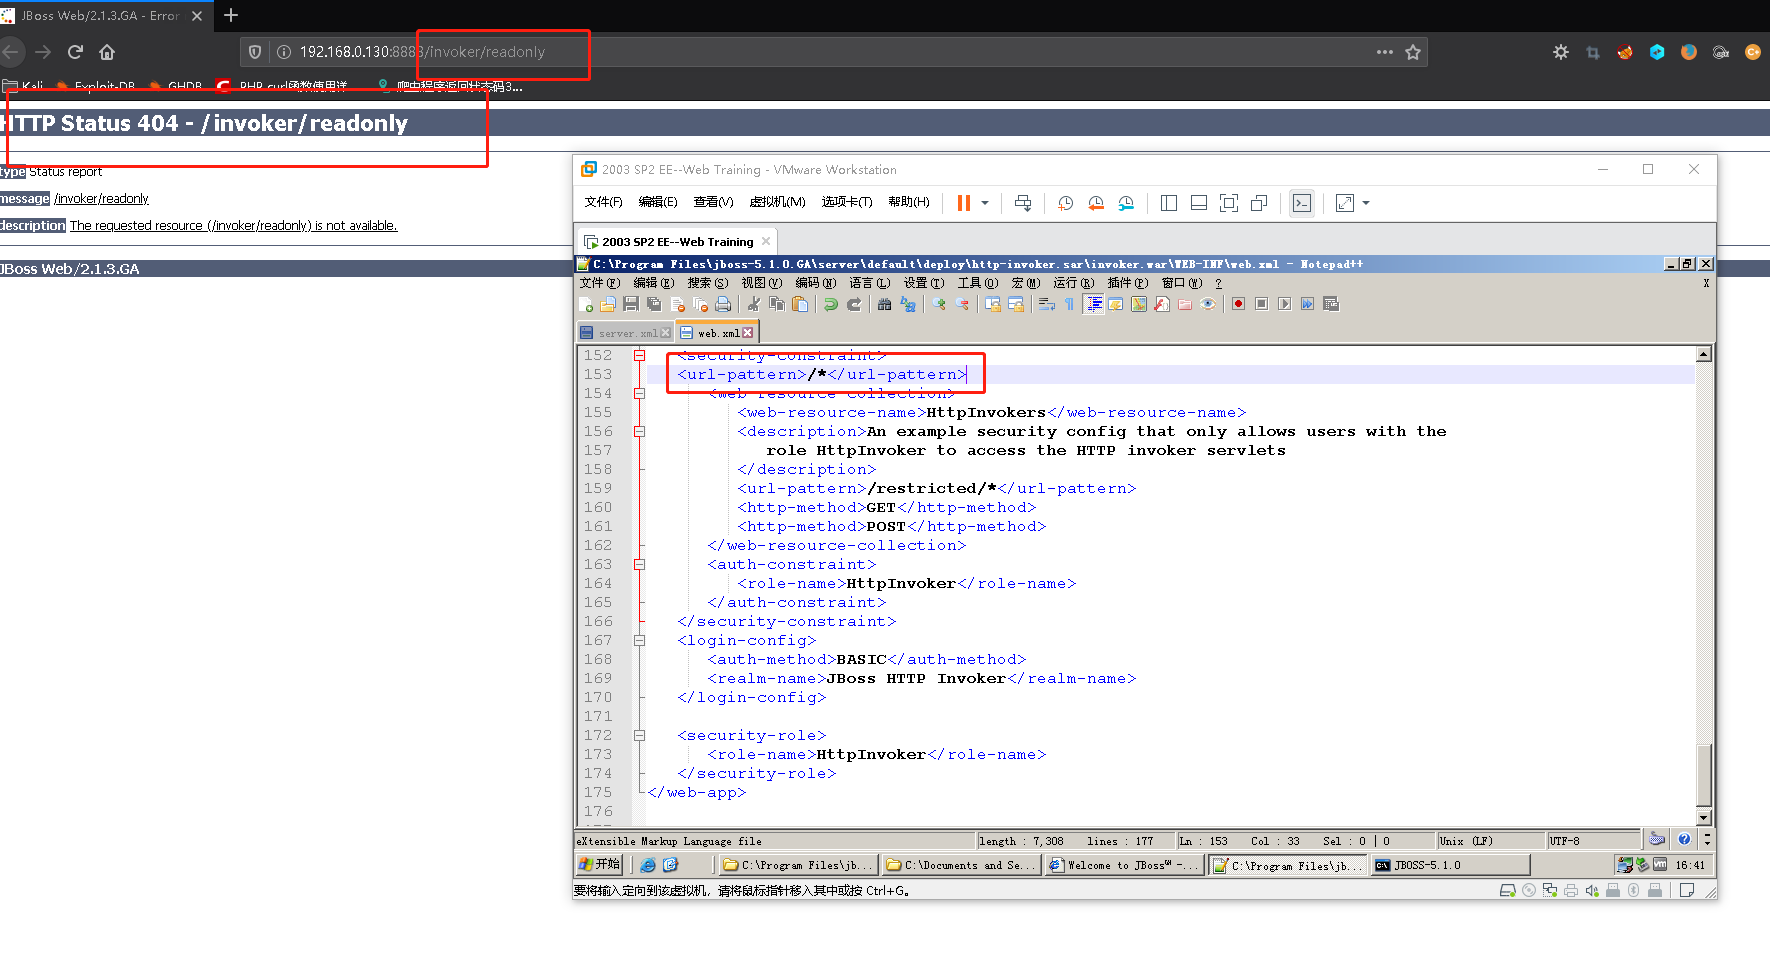 JBoss Web/2.1.3.GA - Error
192.168.0.130:8888/invoker/readonly
Kali
Exploit-DB
GHDB
PHP curl函数使用详
爬虫程序返回状态码3...
HTTP Status 404 - /invoker/readonly
type Status report
message /invoker/readonly
description The requested resource (/invoker/readonly) is not available.
JBoss Web/2.1.3.GA
2003 SP2 EE--Web Training - VMware Workstation
文件(F) 编辑(E) 查看(V) 虚拟机(M) 选项卡(T) 帮助(H)
2003 SP2 EE--Web Training
C:\Program Files\jboss-5.1.0.GA\server\default\deploy\http-invoker.sar\invoker.war\WEB-INF\web.xml - Notepad++
文件(F) 编辑(E) 搜索(S) 视图(V) 编码(N) 语言(L) 设置(T) 工具(O) 宏(M) 运行(R) 插件(P) 窗口(W) ? X
server.xml web.xml
152 <security-constraint>
153 <url-pattern>/*</url-pattern>
154 <web-resource-collection>
155 <web-resource-name>HttpInvokers</web-resource-name>
156 <description>An example security config that only allows users with the
157 role HttpInvoker to access the HTTP invoker servlets
158 </description>
159 <url-pattern>/restricted/*</url-pattern>
160 <http-method>GET</http-method>
161 <http-method>POST</http-method>
162 </web-resource-collection>
163 <auth-constraint>
164 <role-name>HttpInvoker</role-name>
165 </auth-constraint>
166 </security-constraint>
167 <login-config>
168 <auth-method>BASIC</auth-method>
169 <realm-name>JBoss HTTP Invoker</realm-name>
170 </login-config>
171
172 <security-role>
173 <role-name>HttpInvoker</role-name>
174 </security-role>
175 </web-app>
176
eXtensible Markup Language file length : 7,308 lines : 177 Ln : 153 Col : 33 Sel : 0 | 0 Unix (LF) UTF-8
开始 C:\Program Files\jb... C:\Documents and Se... Welcome to JBoss™ -... C:\Program Files\jb... JBOSS-5.1.0 16:41
要将输入定向到该虚拟机，请将鼠标指针移入其中或按 Ctrl+G。